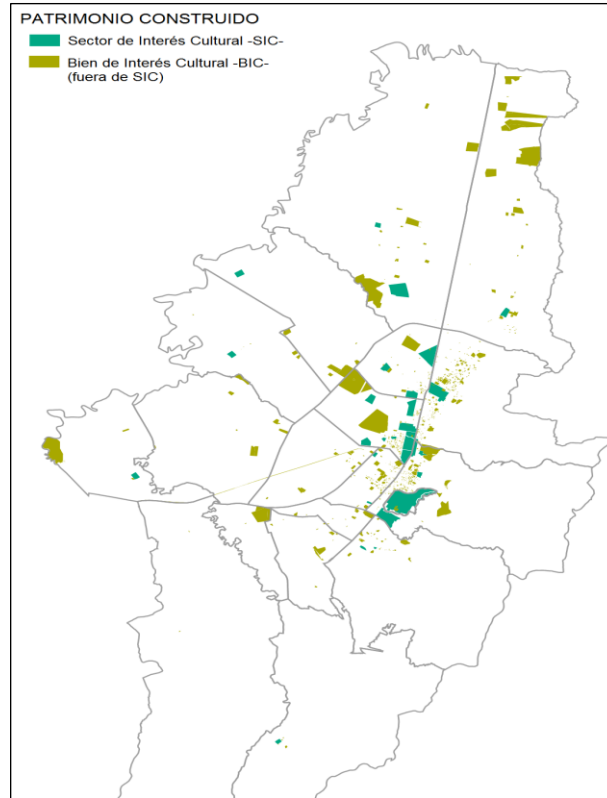 PATRIMONIO CONSTRUIDO
Sector de Interés Cultural -SIC-
Bien de Interés Cultural -BIC-
(fuera de SIC)